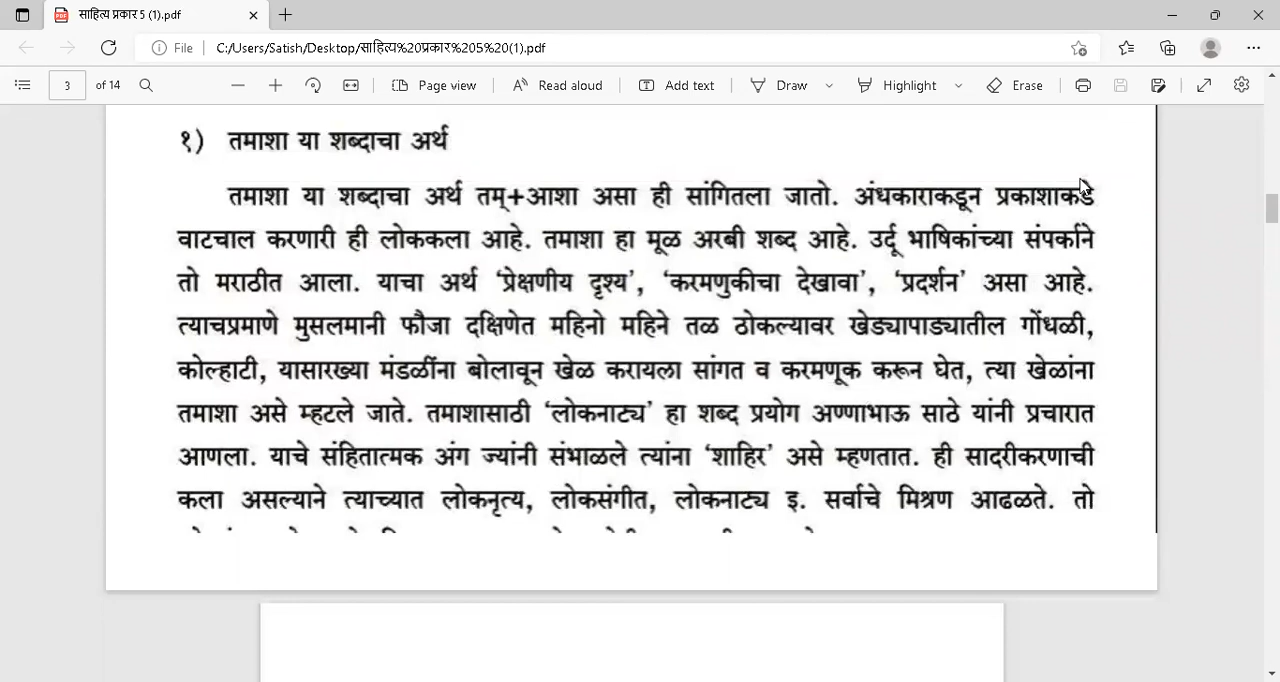 साहित्य प्रकार 5 (1).pdf
File
C:/Users/Satish/Desktop/साहित्य%20प्रकार%205%20(1).pdf
3 of 14
Page view
Read aloud
Add text
Draw
Highlight
Erase
१) तमाशा या शब्दाचा अर्थ
तमाशा या शब्दाचा अर्थ तम्+आशा असा ही सांगितला जातो. अंधकाराकडून प्रकाशाकडे
वाटचाल करणारी ही लोककला आहे. तमाशा हा मूळ अरबी शब्द आहे. उर्दू भाषिकांच्या संपर्काने
तो मराठीत आला. याचा अर्थ ‘प्रेक्षणीय दृश्य’, ‘करमणुकीचा देखावा’, ‘प्रदर्शन’ असा आहे.
त्याचप्रमाणे मुसलमानी फौजा दक्षिणेत महिनो महिने तळ ठोकल्यावर खेड्यापाड्यातील गोंधळी,
कोल्हाटी, यासारख्या मंडळींना बोलावून खेळ करायला सांगत व करमणूक करून घेत, त्या खेळांना
तमाशा असे म्हटले जाते. तमाशासाठी ‘लोकनाट्य’ हा शब्द प्रयोग अण्णाभाऊ साठे यांनी प्रचारात
आणला. याचे संहितात्मक अंग ज्यांनी संभाळले त्यांना ‘शाहिर’ असे म्हणतात. ही सादरीकरणाची
कला असल्याने त्याच्यात लोकनृत्य, लोकसंगीत, लोकनाट्य इ. सर्वाचे मिश्रण आढळते. तो